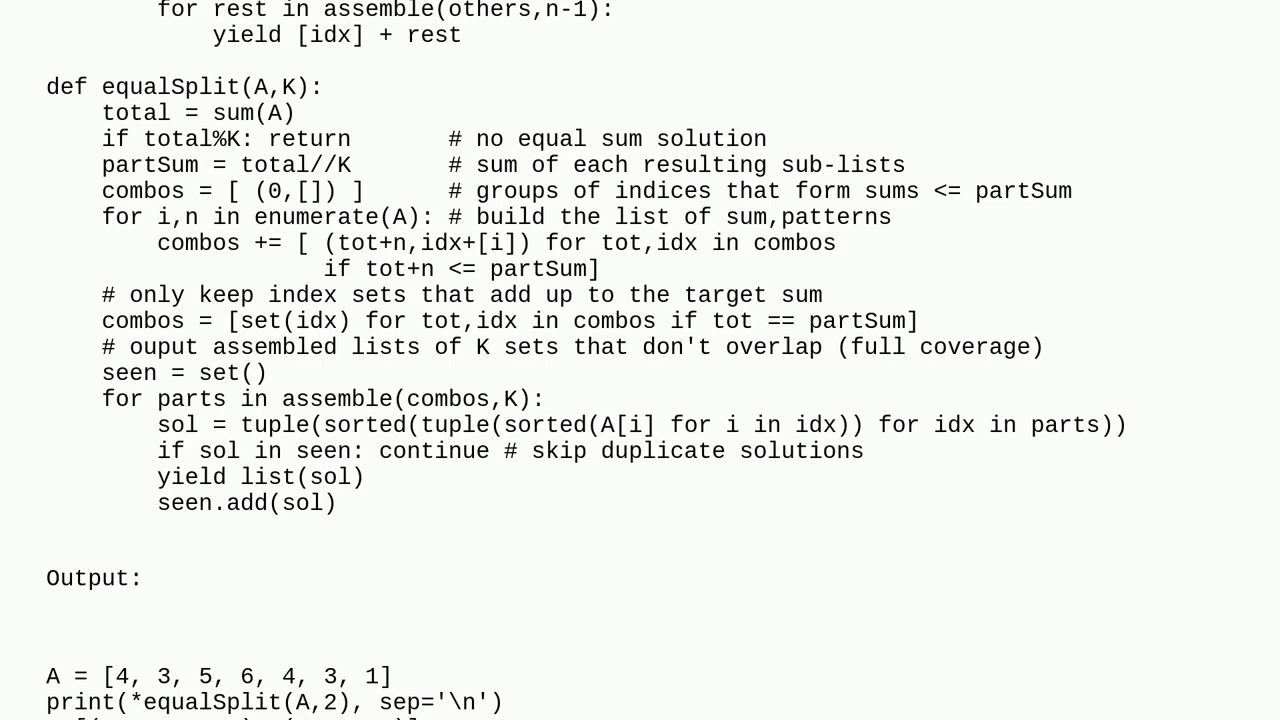 for rest in assemble(others,n-1):
            yield [idx] + rest

def equalSplit(A,K):
    total = sum(A)
    if total%K: return       # no equal sum solution
    partSum = total//K       # sum of each resulting sub-lists
    combos = [ (0,[]) ]      # groups of indices that form sums <= partSum
    for i,n in enumerate(A): # build the list of sum,patterns
        combos += [ (tot+n,idx+[i]) for tot,idx in combos
                    if tot+n <= partSum]
    # only keep index sets that add up to the target sum
    combos = [set(idx) for tot,idx in combos if tot == partSum]
    # ouput assembled lists of K sets that don't overlap (full coverage)
    seen = set()
    for parts in assemble(combos,K):
        sol = tuple(sorted(tuple(sorted(A[i] for i in idx)) for idx in parts))
        if sol in seen: continue # skip duplicate solutions
        yield list(sol)
        seen.add(sol)

Output:

A = [4, 3, 5, 6, 4, 3, 1]
print(*equalSplit(A,2), sep='\n')